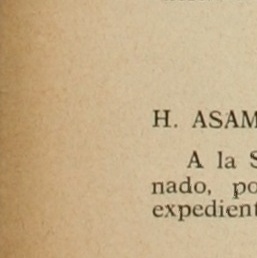 H. ASAM
A la S
nado, po
expedient